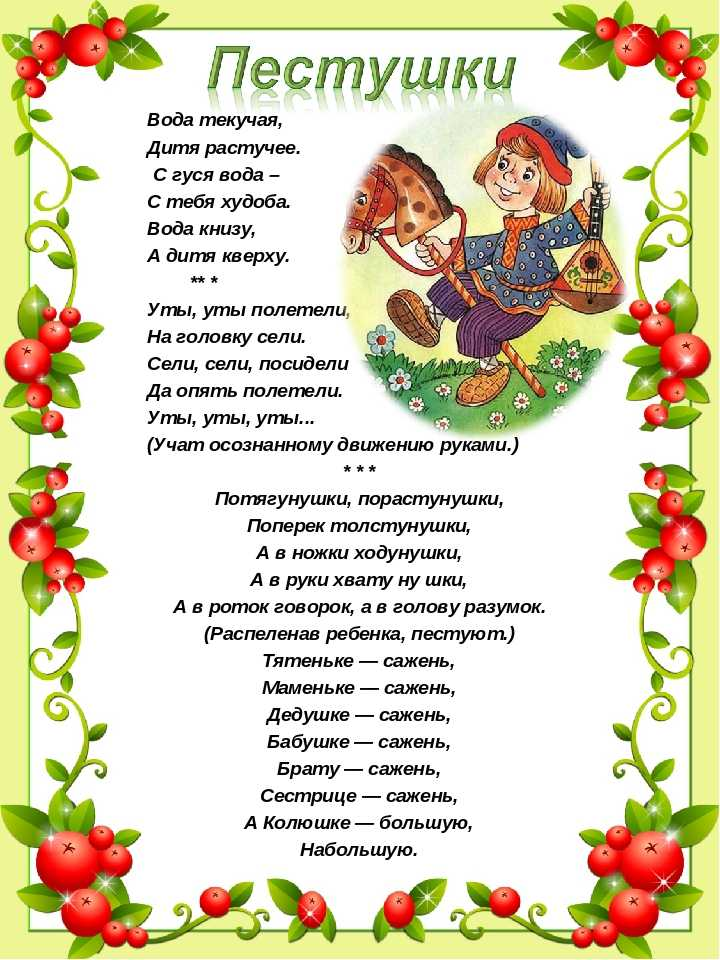 Пестушки
Вода текучая,
Дитя растучее.
С гуся вода –
С тебя худоба.
Вода книзу,
А дитя кверху.
** *
Уты, уты полетели,
На головку сели.
Сели, сели, посидели
Да опять полетели.
Уты, уты, уты...
(Учат осознанному движению руками.)
* * *
Потягунушки, порастунушки,
Поперек толстунушки,
А в ножки ходунушки,
А в руки хвату ну шки,
А в роток говорок, а в голову разумок.
(Распеленав ребенка, пестуют.)
Тятеньке — сажень,
Маменьке — сажень,
Дедушке — сажень,
Бабушке — сажень,
Брату — сажень,
Сестрице — сажень,
А Колюшке — большую,
Набольшую.